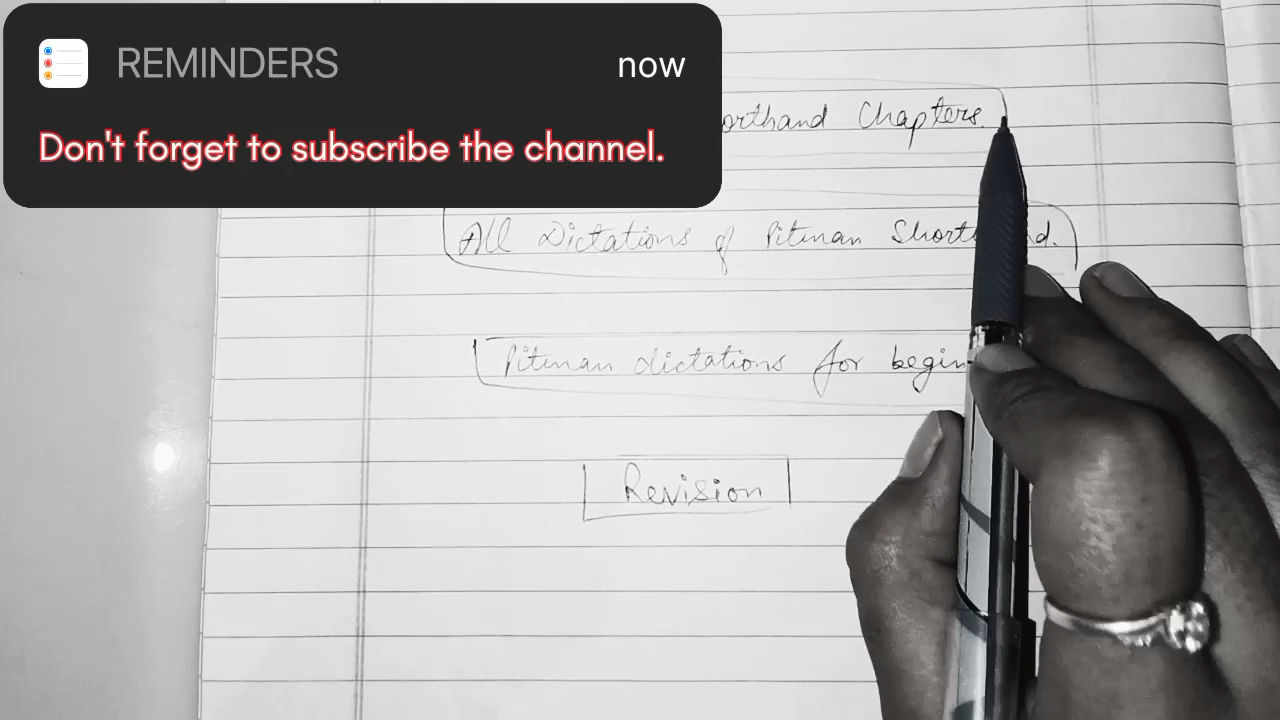 REMINDERS now
Don't forget to subscribe the channel.
Chapters.
All Dictations of Pitman
Pitman dictations for
Revision